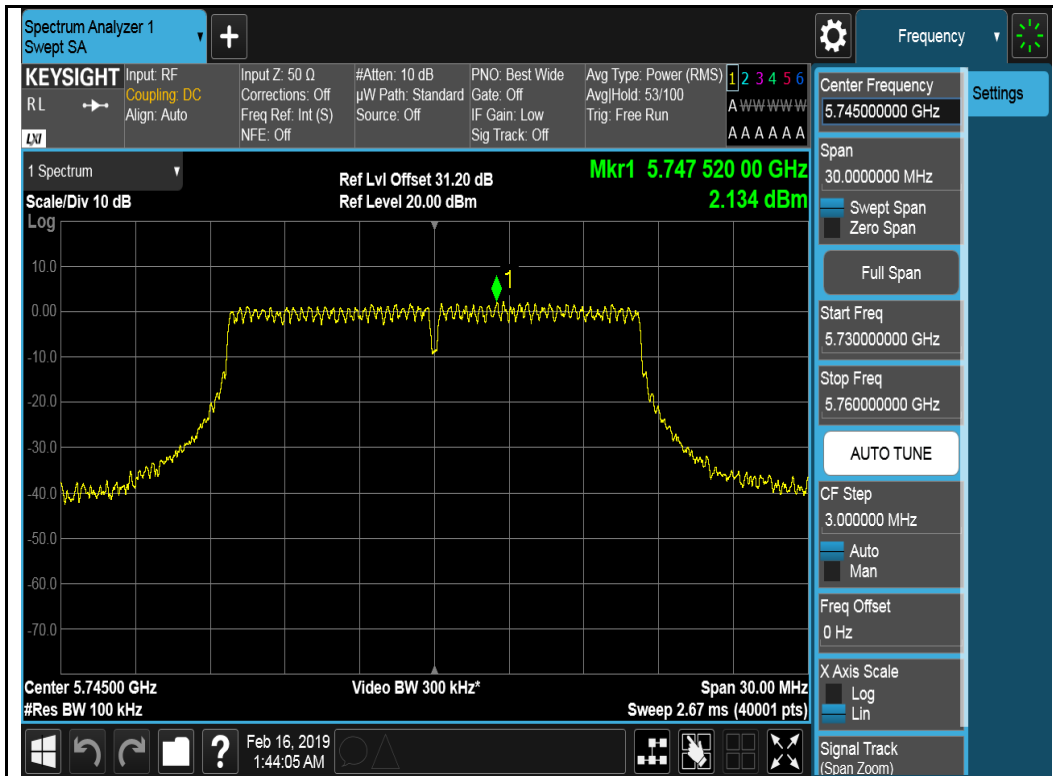 Spectrum Analyzer 1
Swept SA
+
Frequency
KEYSIGHT
RL
LXI
Input: RF
Coupling: DC
Align: Auto
Input Z: 50 Ω
Corrections: Off
Freq Ref: Int (S)
NFE: Off
#Atten: 10 dB
µW Path: Standard
Source: Off
PNO: Best Wide
Gate: Off
IF Gain: Low
Sig Track: Off
Avg Type: Power (RMS)
Avg|Hold: 53/100
Trig: Free Run
1 2 3 4 5 6
A W W W W W
A A A A A A
1 Spectrum
Scale/Div 10 dB
Log
Ref Lvl Offset 31.20 dB
Ref Level 20.00 dBm
Mkr1 5.747 520 00 GHz
2.134 dBm
1
10.0
0.00
-10.0
-20.0
-30.0
-40.0
-50.0
-60.0
-70.0
Center 5.74500 GHz
#Res BW 100 kHz
Video BW 300 kHz*
Span 30.00 MHz
Sweep 2.67 ms (40001 pts)
?
Feb 16, 2019
1:44:05 AM
Center Frequency
5.745000000 GHz
Span
30.0000000 MHz
Swept Span
Zero Span
Full Span
Start Freq
5.730000000 GHz
Stop Freq
5.760000000 GHz
AUTO TUNE
CF Step
3.000000 MHz
Auto
Man
Freq Offset
0 Hz
X Axis Scale
Log
Lin
Signal Track
(Span Zoom)
Settings